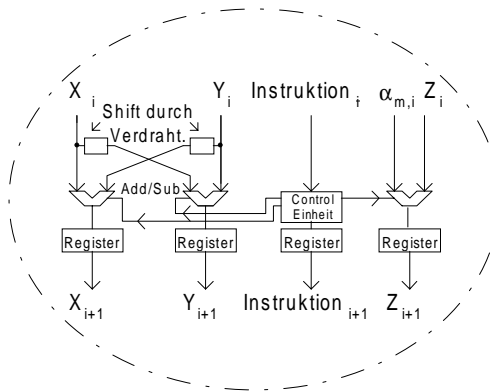 X i Y i Instruktion i α m,i Z i
Shift durch
Verdraht.
Add/Sub
Control
Einheit
Register Register Register Register
X i+1 Y i+1 Instruktion i+1 Z i+1